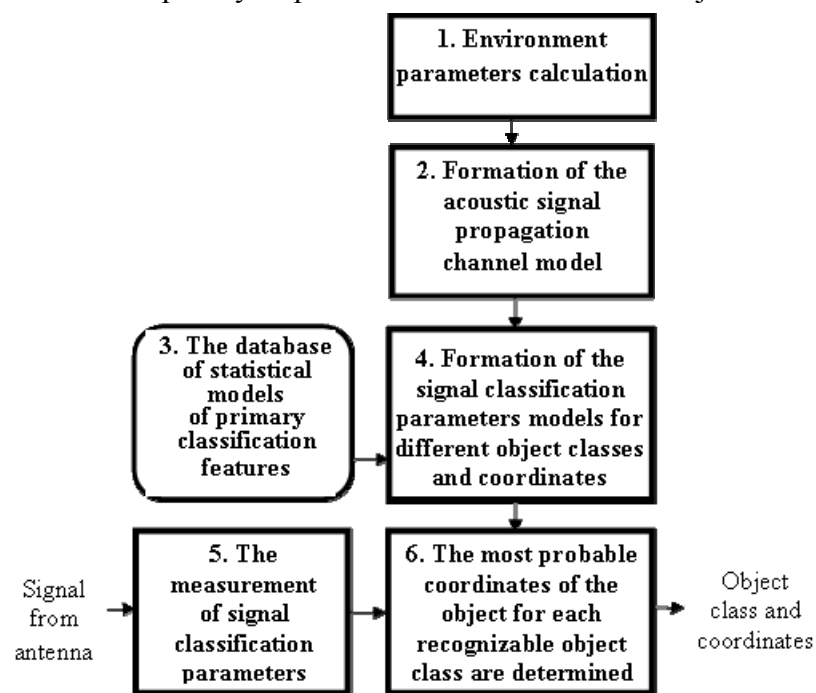 1. Environment
parameters calculation
2. Formation of the
acoustic signal
propagation
channel model
3. The database
of statistical
models
of primary
classification
features
4. Formation of the
signal classification
parameters models for
different object classes
and coordinates
Signal
from
antenna
5. The
measurement
of signal
classification
parameters
6. The most probable
coordinates of the
object for each
recognizable object
class are determined
Object
class and
coordinates